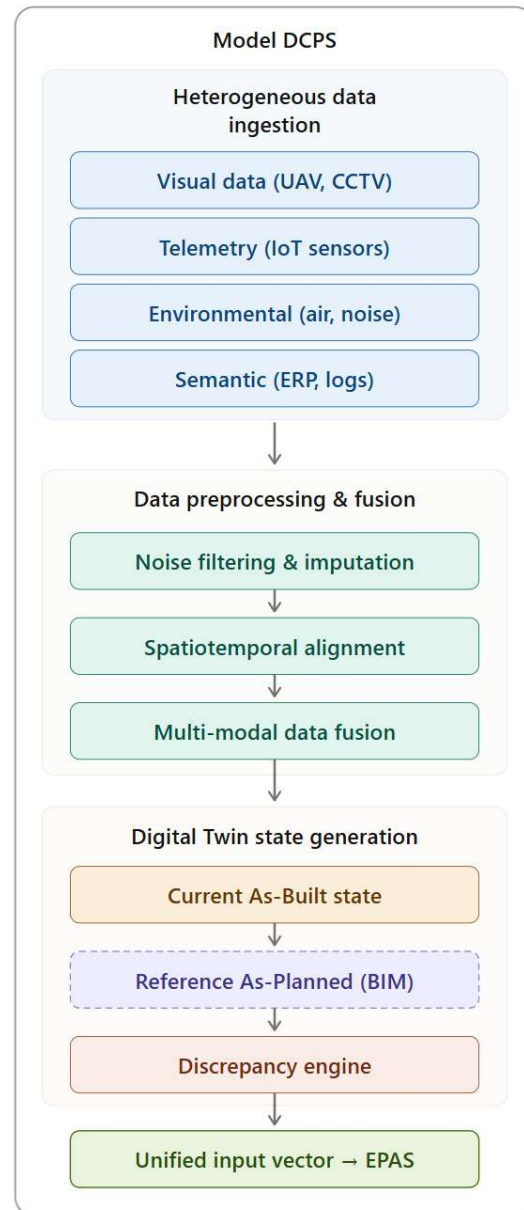 Model DCPS
Heterogeneous data
ingestion
Visual data (UAV, CCTV)
Telemetry (IoT sensors)
Environmental (air, noise)
Semantic (ERP, logs)
Data preprocessing & fusion
Noise filtering & imputation
Spatiotemporal alignment
Multi-modal data fusion
Digital Twin state generation
Current As-Built state
Reference As-Planned (BIM)
Discrepancy engine
Unified input vector → EPAS